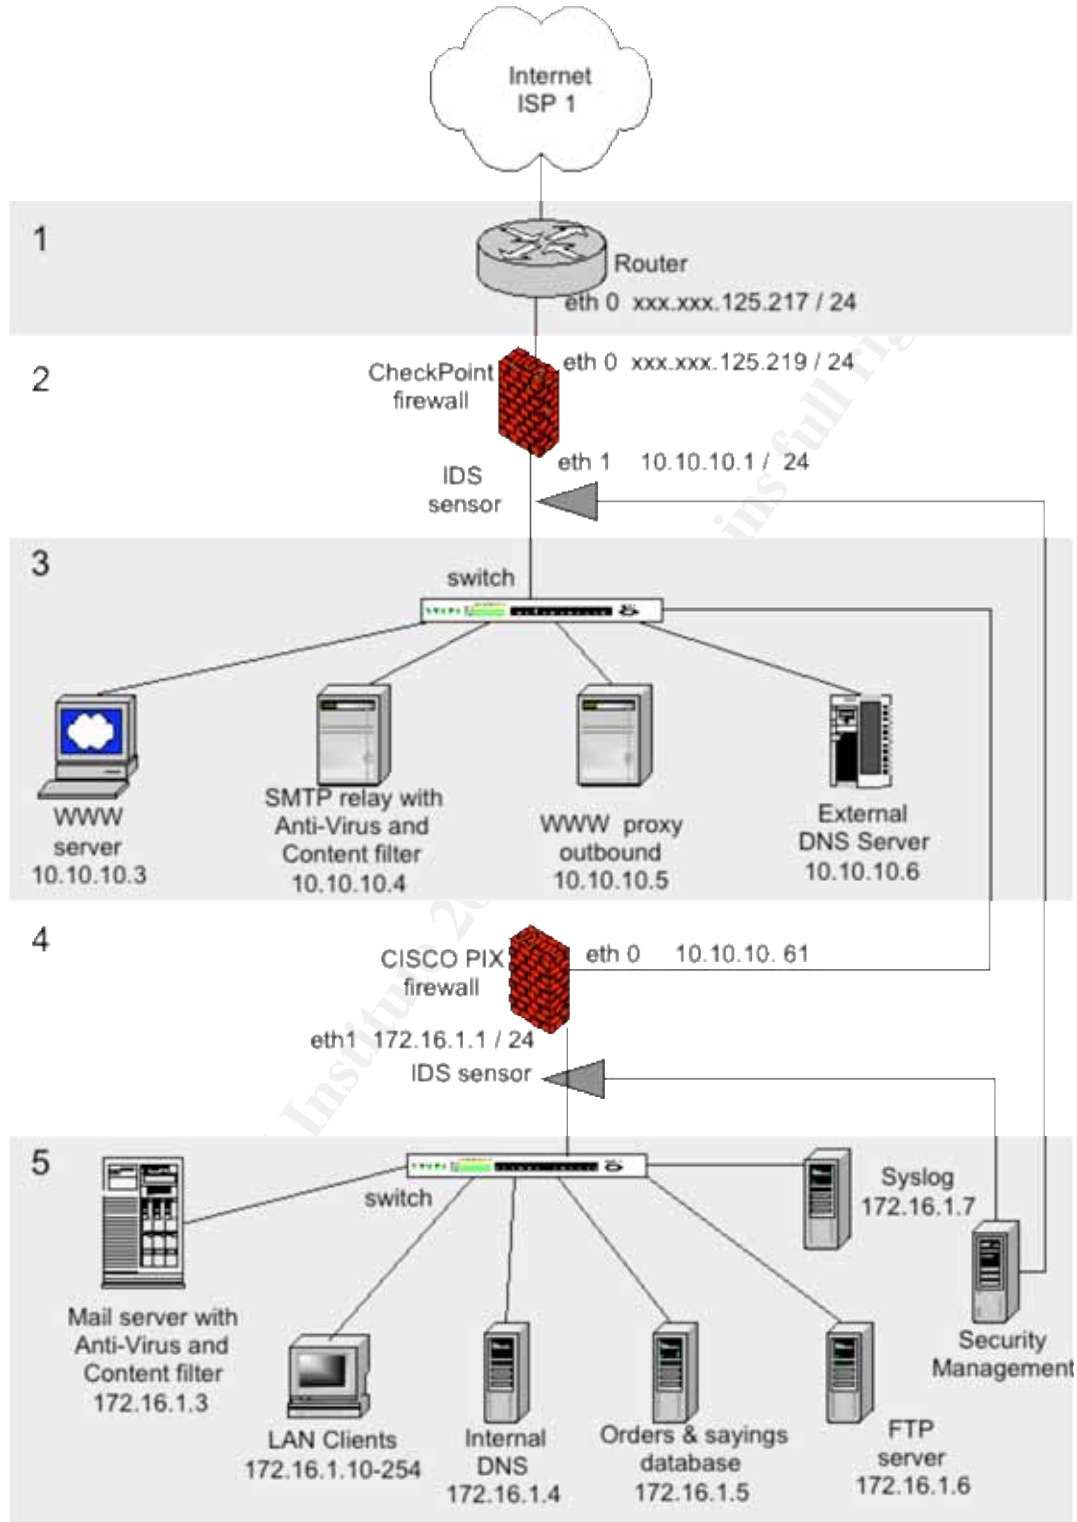 Internet
ISP 1
1
Router
eth 0 xxx.xxx.125.217 / 24
2
CheckPoint
firewall
eth 0 xxx.xxx.125.219 / 24
eth 1 10.10.10.1 / 24
IDS
sensor
3
switch
WWW
server
10.10.10.3
SMTP relay with
Anti-Virus and
Content filter
10.10.10.4
WWW proxy
outbound
10.10.10.5
External
DNS Server
10.10.10.6
4
CISCO PIX
firewall
eth 0 10.10.10. 61
eth1 172.16.1.1 / 24
IDS sensor
5
switch
Syslog
172.16.1.7
Mail server with
Anti-Virus and
Content filter
172.16.1.3
LAN Clients
172.16.1.10-254
Internal
DNS
172.16.1.4
Orders & sayings
database
172.16.1.5
FTP
server
172.16.1.6
Security
Management
Institute 20
ins full rig